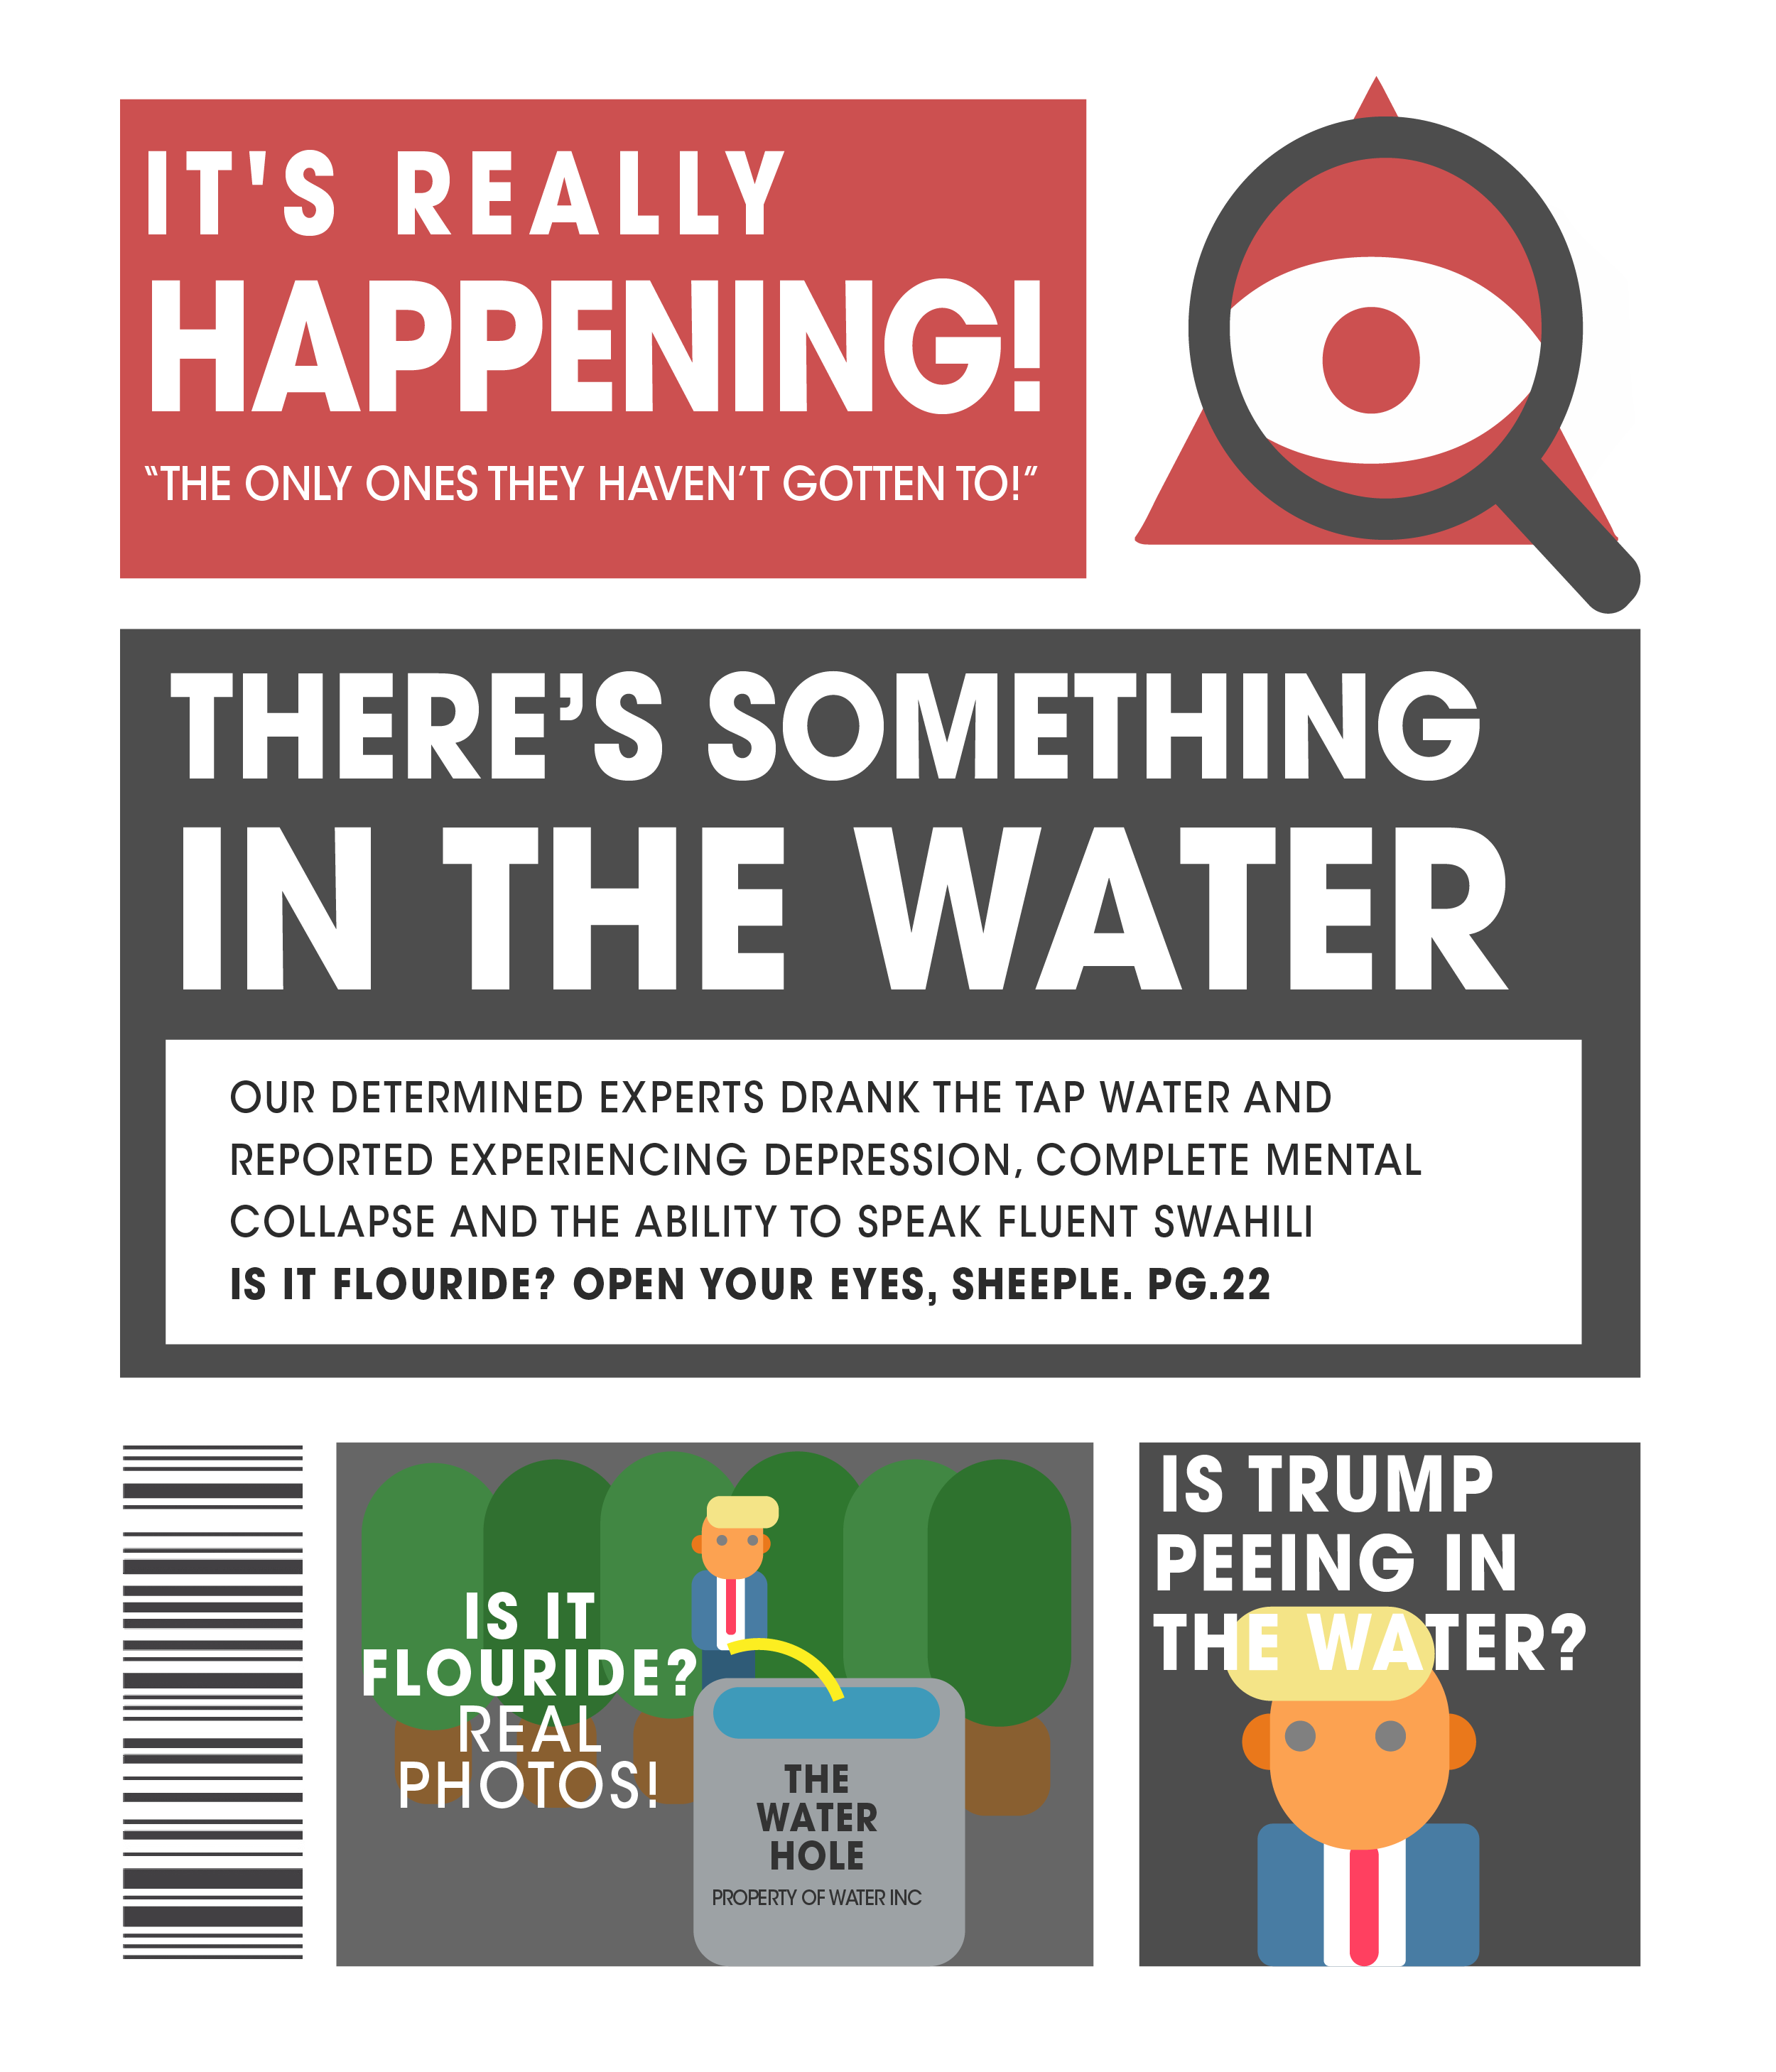 IT'S REALLY
HAPPENING!
“THE ONLY ONES THEY HAVEN’T GOTTEN TO!”
THERE’S SOMETHING
IN THE WATER
OUR DETERMINED EXPERTS DRANK THE TAP WATER AND
REPORTED EXPERIENCING DEPRESSION, COMPLETE MENTAL
COLLAPSE AND THE ABILITY TO SPEAK FLUENT SWAHILI
IS IT FLOURIDE? OPEN YOUR EYES, SHEEPLE. PG.22
IS IT
FLOURIDE?
REAL
PHOTOS!
THE
WATER
HOLE
PROPERTY OF WATER INC
IS TRUMP
PEEING IN
THE WATER?